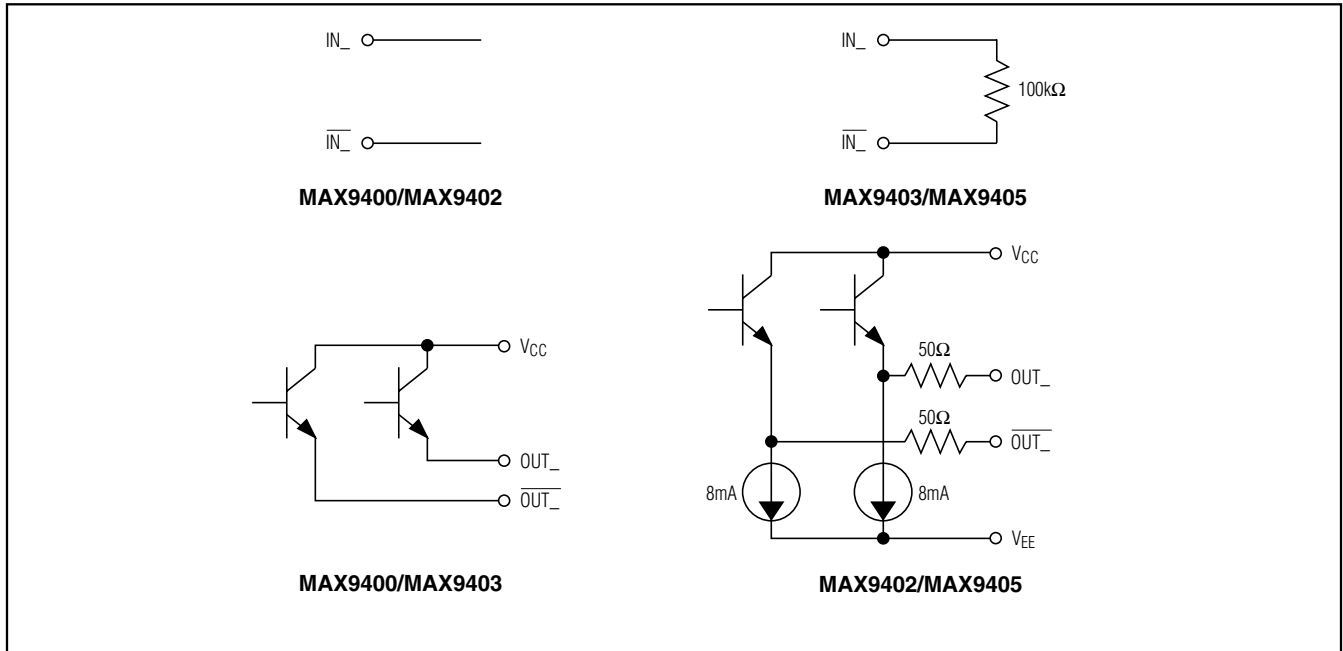 IN_
IN_
MAX9400/MAX9402
IN_
100kΩ
IN_
MAX9403/MAX9405
VCC
OUT_
OUT_
MAX9400/MAX9403
VCC
50Ω
OUT_
50Ω
OUT_
8mA
8mA
VEE
MAX9402/MAX9405